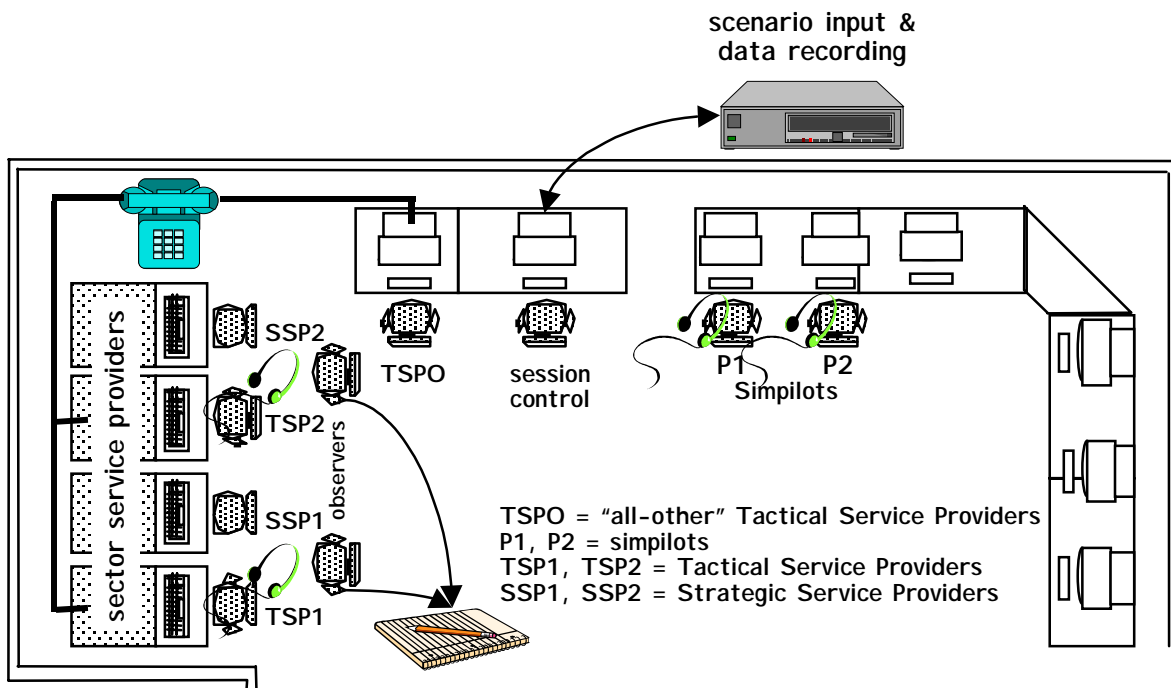 scenario input &
data recording
sector service providers
SSP2
TSP2
SSP1
TSP1
observers
TSPO
session
control
P1
P2
Simpilots
TSPO = “all-other” Tactical Service Providers
P1, P2 = simpilots
TSP1, TSP2 = Tactical Service Providers
SSP1, SSP2 = Strategic Service Providers